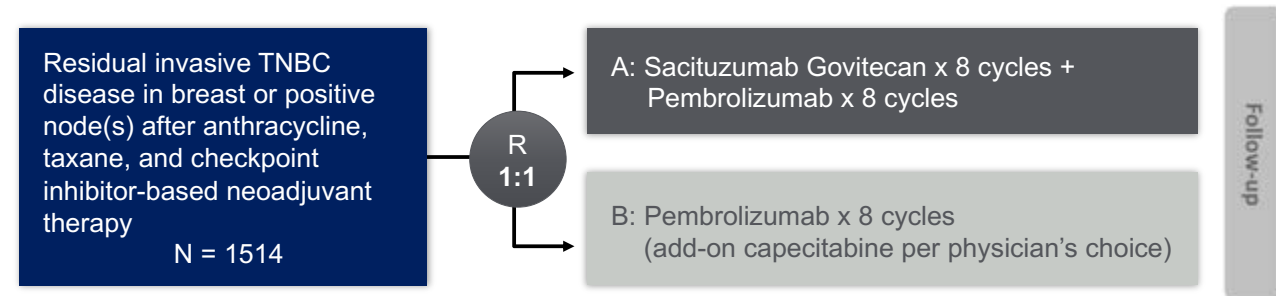 Residual invasive TNBC
disease in breast or positive
node(s) after anthracycline,
taxane, and checkpoint
inhibitor-based neoadjuvant
therapy
N = 1514
R
1:1
A: Sacituzumab Govitecan x 8 cycles +
Pembrolizumab x 8 cycles
B: Pembrolizumab x 8 cycles
(add-on capecitabine per physician’s choice)
Follow-up